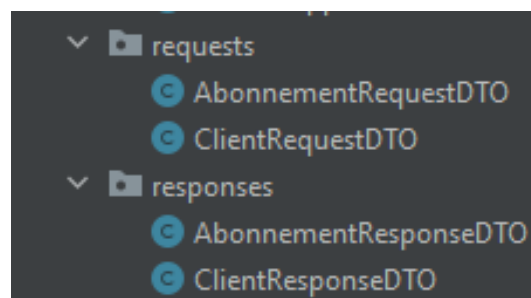 requests
AbonnementRequestDTO
ClientRequestDTO
responses
AbonnementResponseDTO
ClientResponseDTO